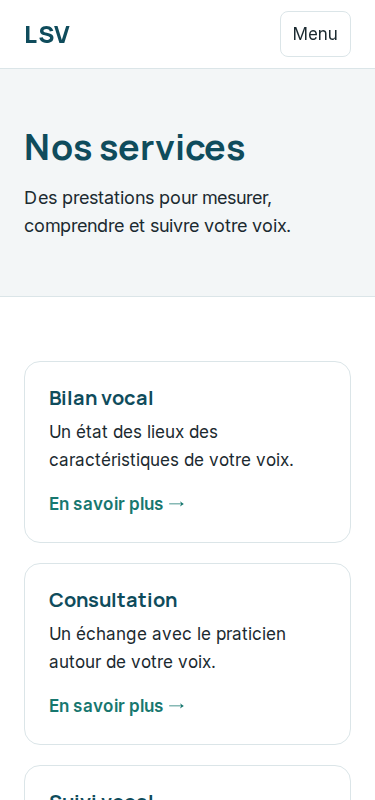 LSV
Menu
Nos services
Des prestations pour mesurer,
comprendre et suivre votre voix.
Bilan vocal
Un état des lieux des
caractéristiques de votre voix.
En savoir plus →
Consultation
Un échange avec le praticien
autour de votre voix.
En savoir plus →
Suivi vocal